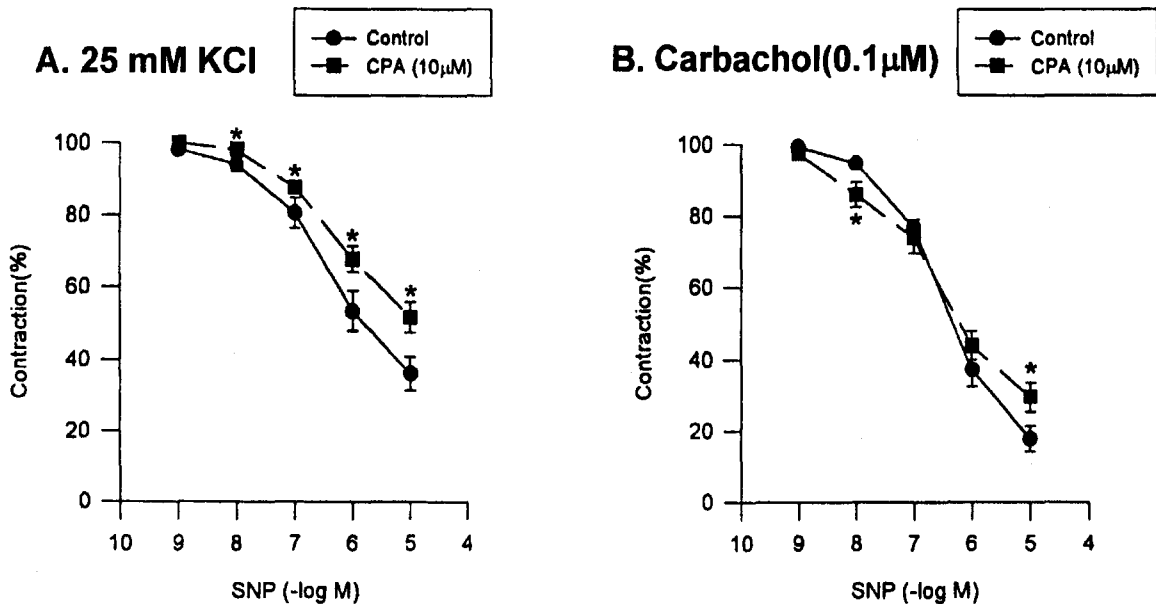 A. 25 mM KCl
Control
CPA (10μM)
100
80
60
40
20
0
Contraction(%)
10 9 8 7 6 5 4
SNP (-log M)
* * * *
B. Carbachol(0.1μM)
Control
CPA (10μM)
100
80
60
40
20
0
Contraction(%)
10 9 8 7 6 5 4
SNP (-log M)
* *